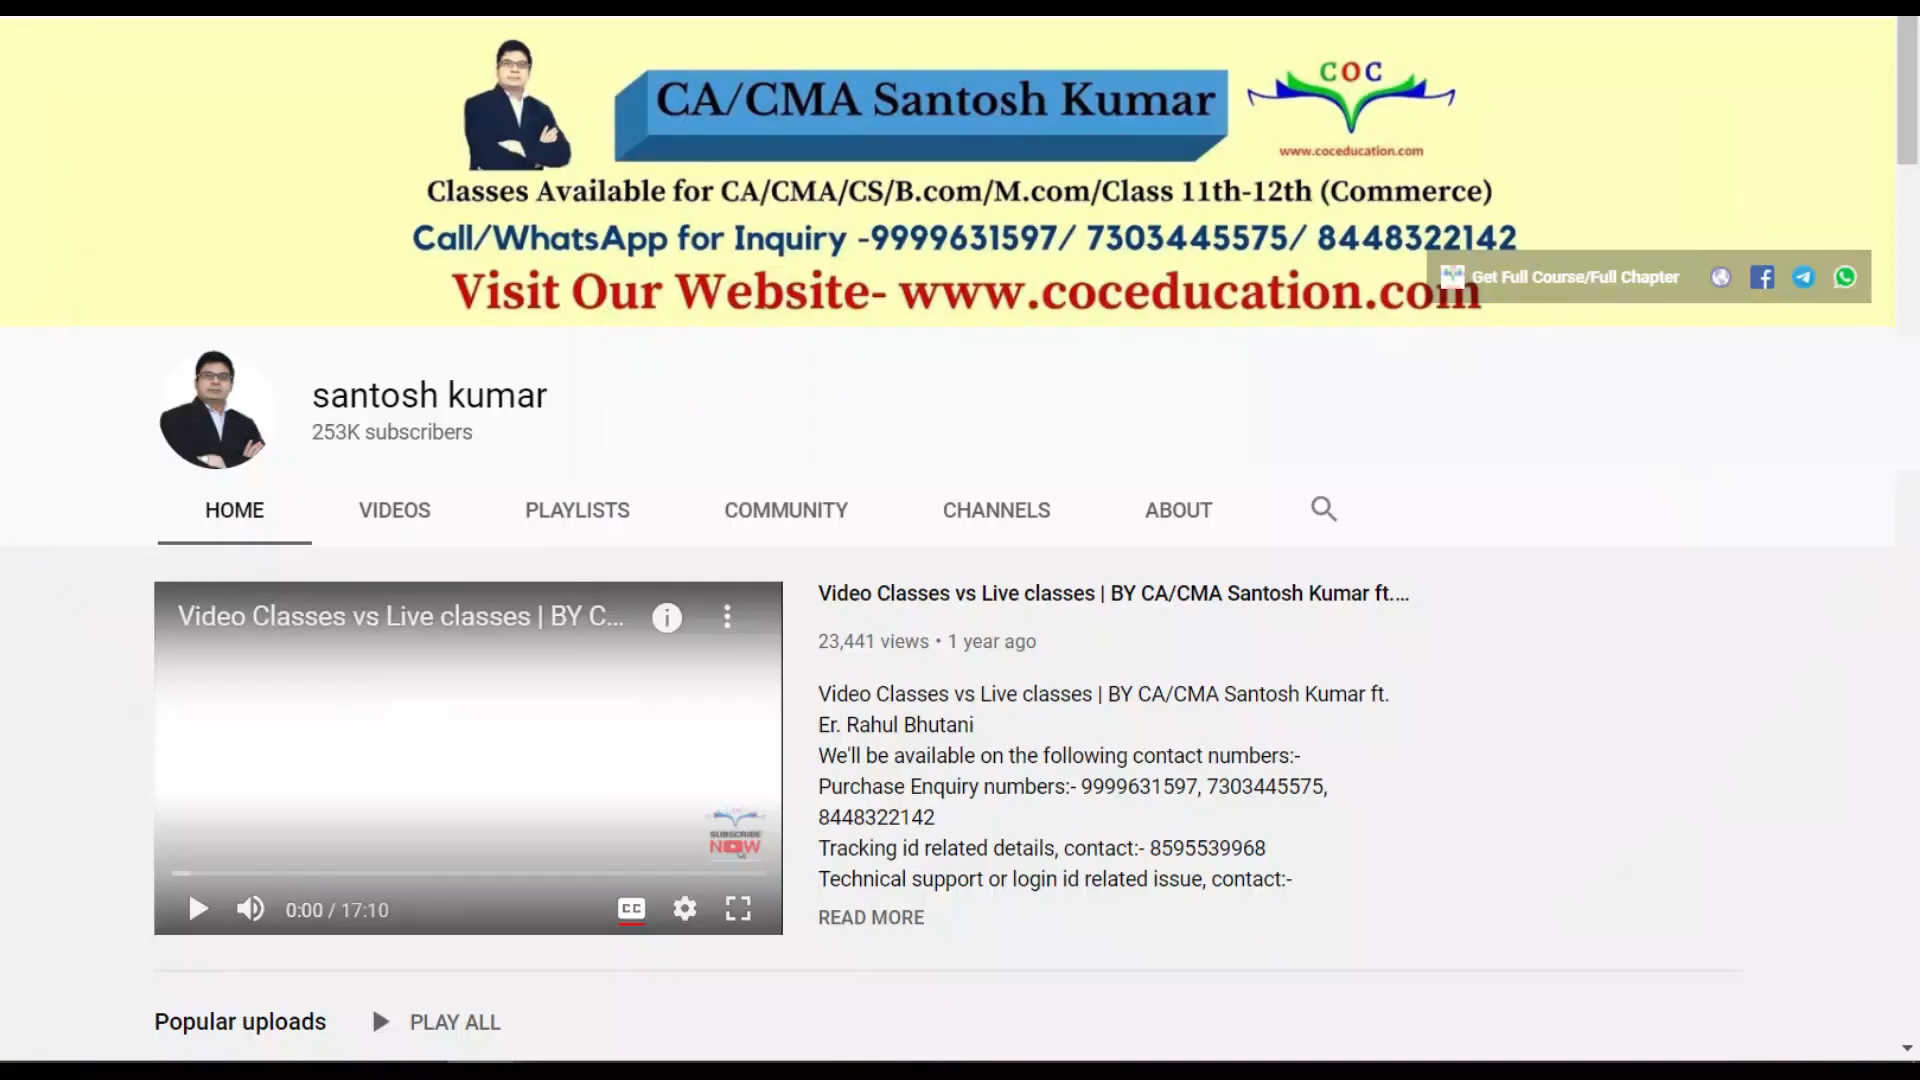 CA/CMA Santosh Kumar
COC
www.coceducation.com
Classes Available for CA/CMA/CS/B.com/M.com/Class 11th-12th (Commerce)
Call/WhatsApp for Inquiry -9999631597/ 7303445575/ 8448322142
Visit Our Website- www.coceducation.com
Get Full Course/Full Chapter
santosh kumar
253K subscribers
HOME VIDEOS PLAYLISTS COMMUNITY CHANNELS ABOUT
Video Classes vs Live classes | BY C...
SUBSCRIBE
NOW
0:00 / 17:10
CC
Video Classes vs Live classes | BY CA/CMA Santosh Kumar ft....
23,441 views • 1 year ago
Video Classes vs Live classes | BY CA/CMA Santosh Kumar ft.
Er. Rahul Bhutani
We'll be available on the following contact numbers:-
Purchase Enquiry numbers:- 9999631597, 7303445575,
8448322142
Tracking id related details, contact:- 8595539968
Technical support or login id related issue, contact:-
READ MORE
Popular uploads
PLAY ALL